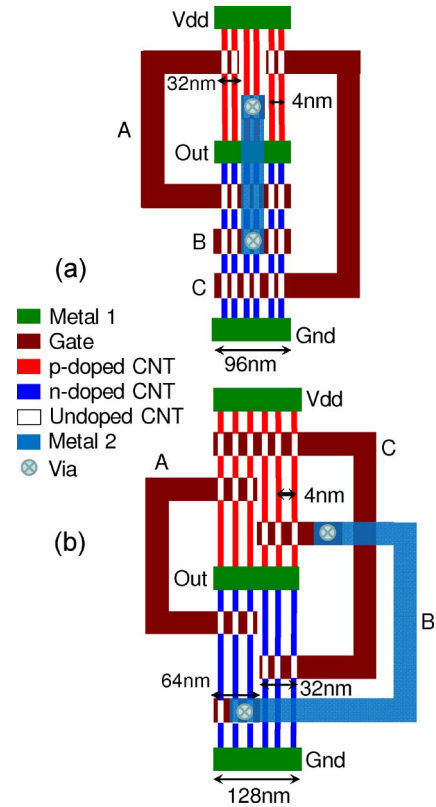 Vdd
32nm
4nm
A
Out
B
(a)
C
Gnd
96nm
Metal 1
Gate
p-doped CNT
n-doped CNT
Undoped CNT
Metal 2
Via
Vdd
A
C
4nm
(b)
Out
B
64nm
32nm
Gnd
128nm